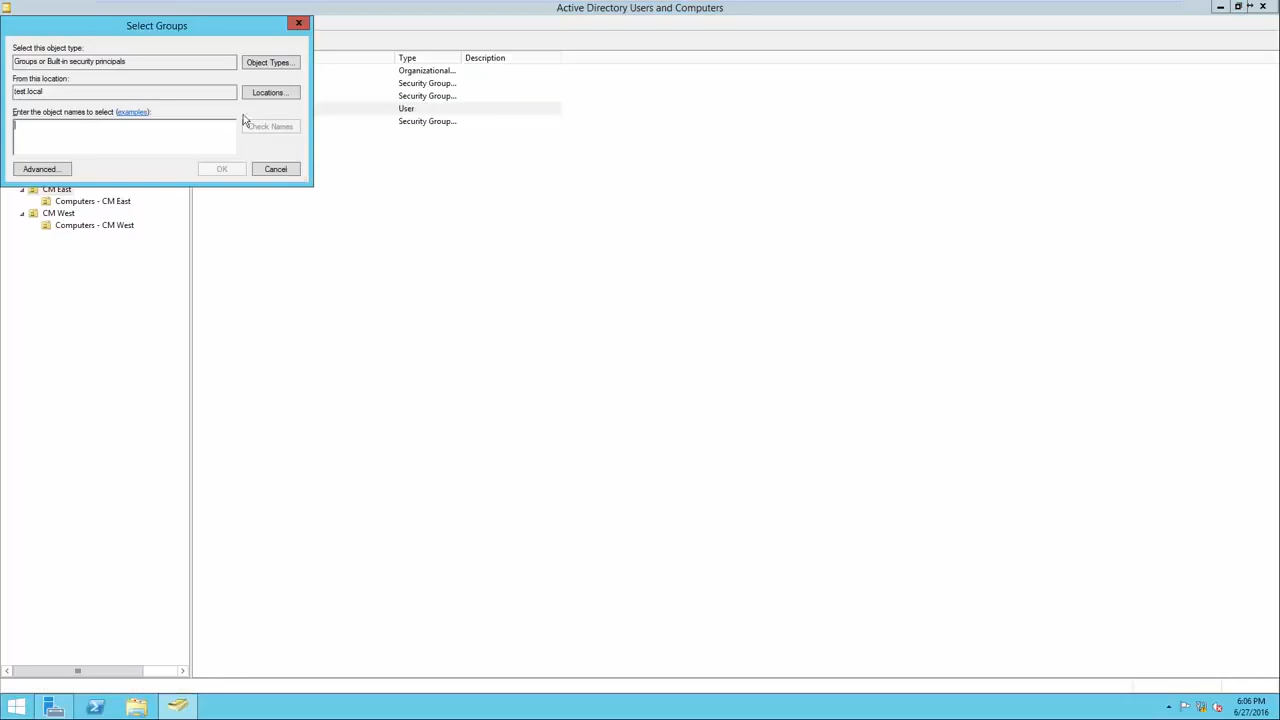 Active Directory Users and Computers
Select Groups
Select this object type:
Groups or Built-in security principals
Object Types...
From this location:
test.local
Locations...
Enter the object names to select (examples):
Check Names
Advanced...
OK
Cancel
Type
Description
Organizational...
Security Group...
Security Group...
User
Security Group...
CM East
Computers - CM East
CM West
Computers - CM West
6:06 PM
6/27/2016